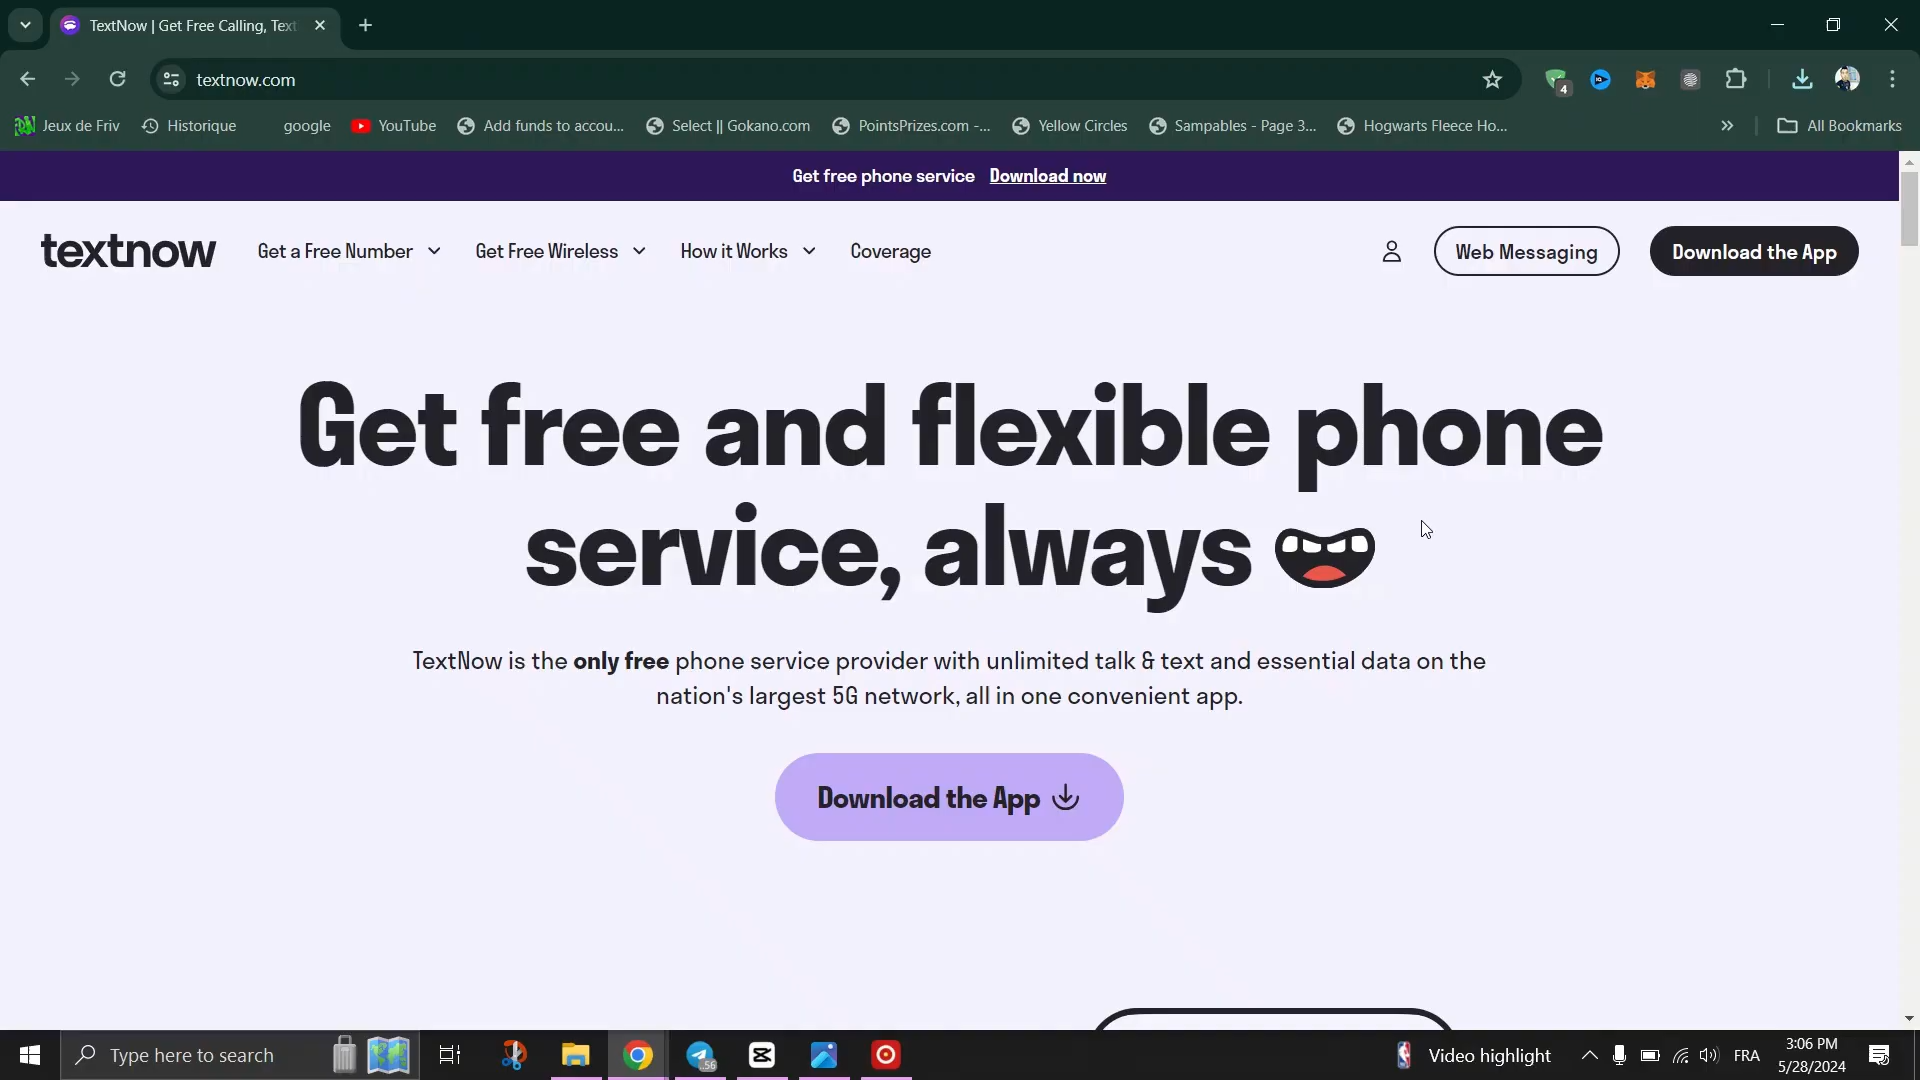 TextNow | Get Free Calling, Text
textnow.com
4
Jeux de Friv
Historique
google
YouTube
Add funds to accou...
Select || Gokano.com
PointsPrizes.com -...
Yellow Circles
Sampables - Page 3...
Hogwarts Fleece Ho...
All Bookmarks
Get free phone service Download now
textnow
Get a Free Number
Get Free Wireless
How it Works
Coverage
Web Messaging
Download the App
Get free and flexible phone
service, always
TextNow is the only free phone service provider with unlimited talk & text and essential data on the
nation's largest 5G network, all in one convenient app.
Download the App
Type here to search
56
Video highlight
FRA
3:06 PM
5/28/2024